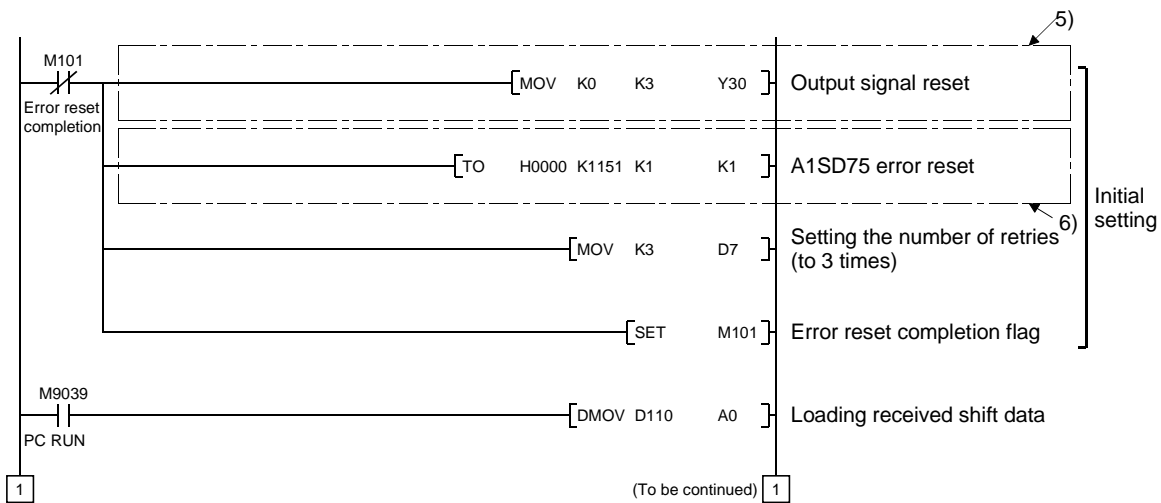 5)
M101
Error reset
completion
MOV K0 K3 Y30
Output signal reset
TO H0000 K1151 K1 K1
A1SD75 error reset
6)
Initial
setting
MOV K3 D7
Setting the number of retries
(to 3 times)
SET M101
Error reset completion flag
M9039
PC RUN
DMOV D110 A0
Loading received shift data
1
(To be continued) 1